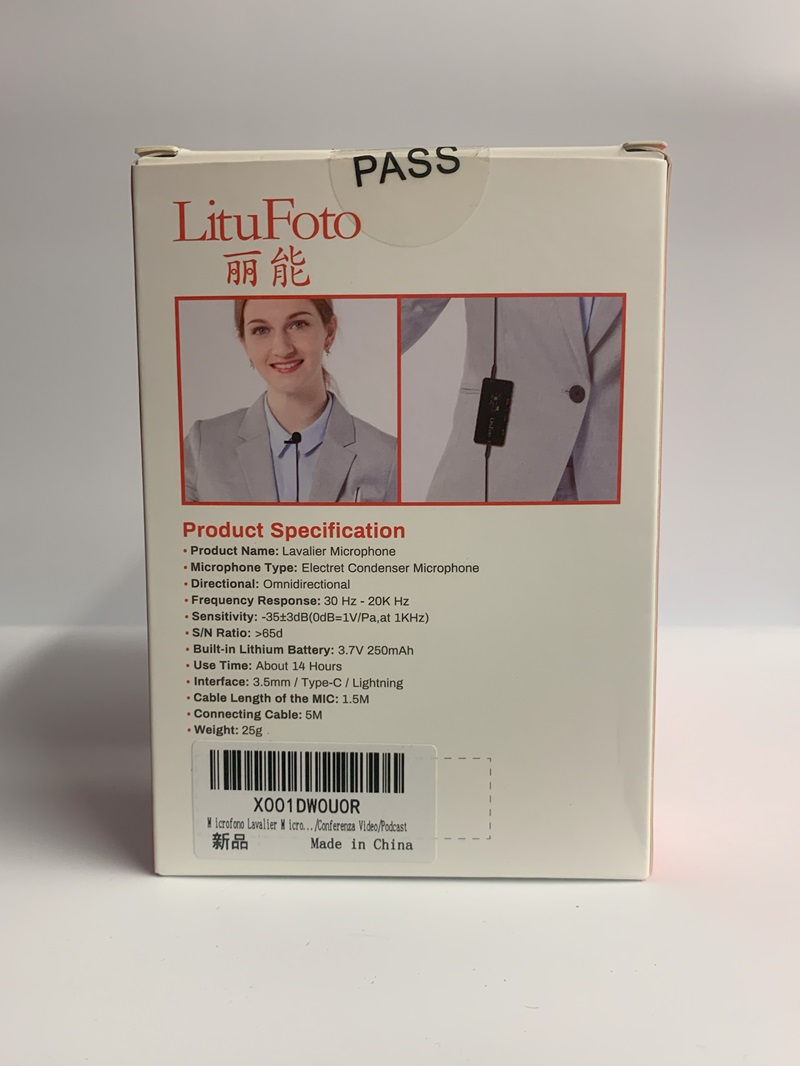 PASS
LituFoto
丽能
Product Specification
• Product Name: Lavalier Microphone
• Microphone Type: Electret Condenser Microphone
• Directional: Omnidirectional
• Frequency Response: 30 Hz - 20K Hz
• Sensitivity: -35±3dB(0dB=1V/Pa,at 1KHz)
• S/N Ratio: >65d
• Built-in Lithium Battery: 3.7V 250mAh
• Use Time: About 14 Hours
• Interface: 3.5mm / Type-C / Lightning
• Cable Length of the MIC: 1.5M
• Connecting Cable: 5M
• Weight: 25g
X001DWOU0R
Microfono Lavalier Micro.../Conferenza Video/Podcast
新品 Made in China